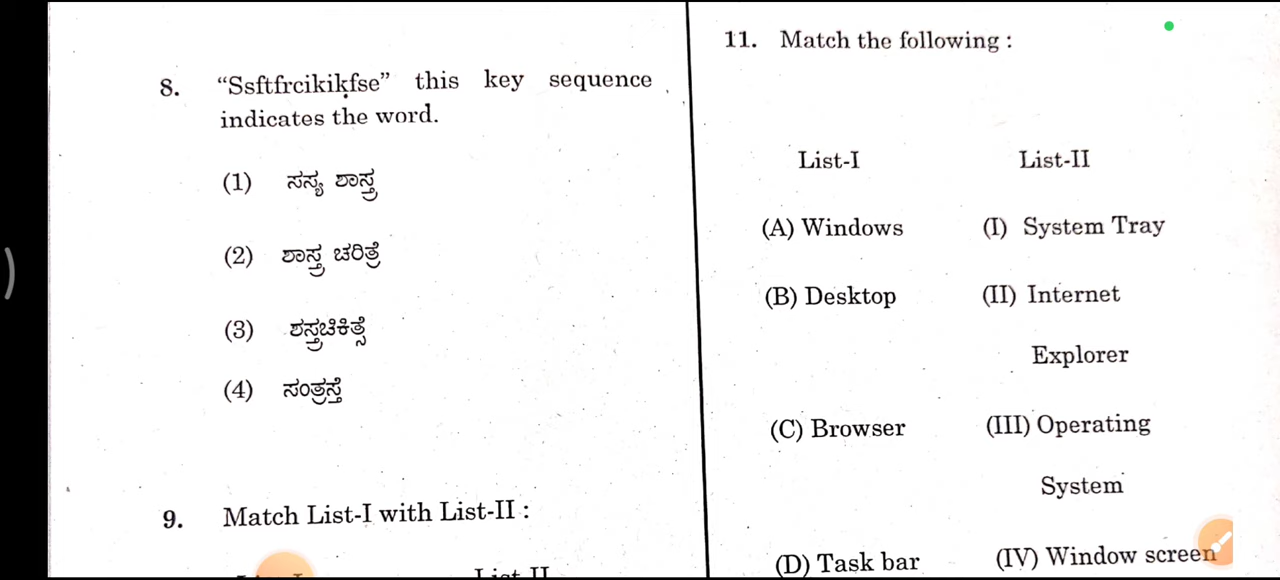 8. "Ssftfrcikikfse" this key sequence
indicates the word.
(1) ಸಸ್ಯ ಶಾಸ್ತ್ರ
(2) ಶಾಸ್ತ್ರ ಚರಿತ್ರೆ
(3) ಶಸ್ತ್ರಚಿಕಿತ್ಸೆ
(4) ಸಂತ್ರಸ್ತೆ
9. Match List-I with List-II :
11. Match the following :
List-I List-II
(A) Windows (I) System Tray
(B) Desktop (II) Internet
Explorer
(C) Browser (III) Operating
System
(D) Task bar (IV) Window screen